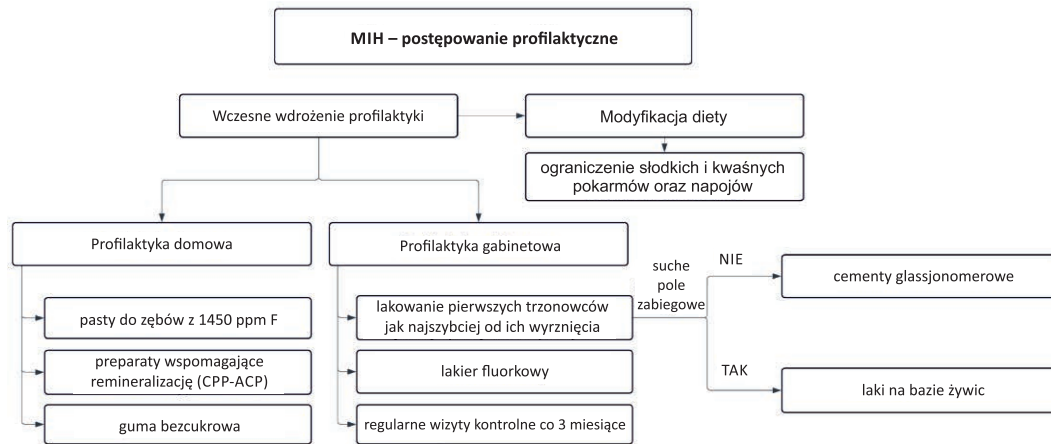 MIH – postępowanie profilaktyczne
Wczesne wdrożenie profilaktyki
Modyfikacja diety
ograniczenie słodkich i kwaśnych
pokarmów oraz napojów
Profilaktyka domowa
pasty do zębów z 1450 ppm F
preparaty wspomagające
remineralizację (CPP-ACP)
guma bezcukrowa
Profilaktyka gabinetowa
lakowanie pierwszych trzonowców
jak najszybciej od ich wyrznięcia
lakier fluorkowy
regularne wizyty kontrolne co 3 miesiące
suche
pole
zabiegowe
NIE
cementy glassjonomerowe
TAK
laki na bazie żywic